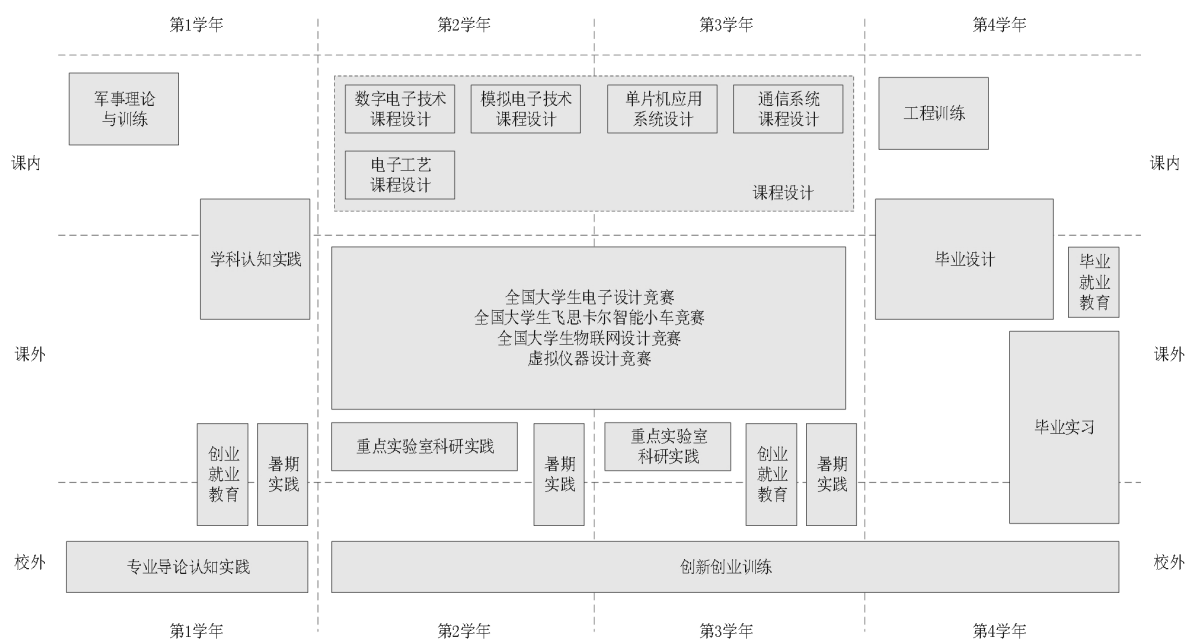 第1学年
第2学年
第3学年
第4学年
军事理论
与训练
数字电子技术
课程设计
模拟电子技术
课程设计
单片机应用
系统设计
通信系统
课程设计
工程训练
课内
课内
电子工艺
课程设计
课程设计
学科认知实践
毕业设计
毕业
就业
教育
全国大学生电子设计竞赛
全国大学生飞思卡尔智能小车竞赛
全国大学生物联网设计竞赛
虚拟仪器设计竞赛
课外
课外
毕业实习
创业
就业
教育
暑期
实践
重点实验室科研实践
暑期
实践
重点实验室
科研实践
创业
就业
教育
暑期
实践
校外
专业导论认知实践
创新创业训练
校外
第1学年
第2学年
第3学年
第4学年